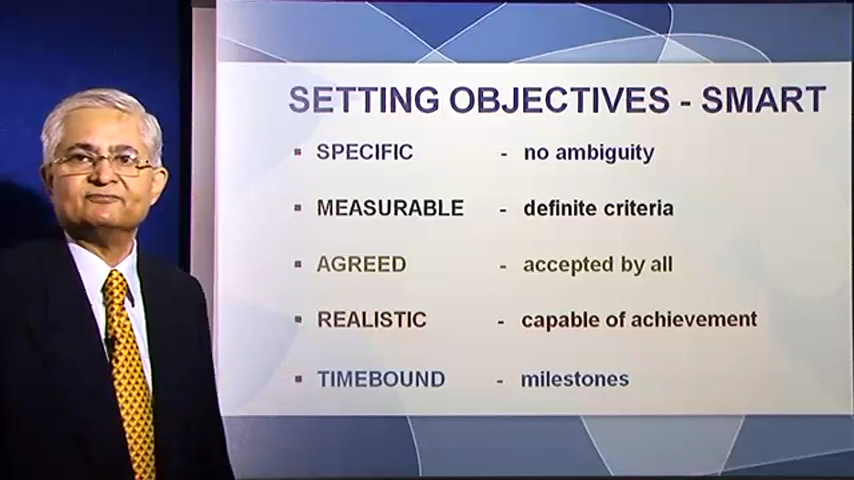 SETTING OBJECTIVES - SMART
▪ SPECIFIC - no ambiguity
▪ MEASURABLE - definite criteria
▪ AGREED - accepted by all
▪ REALISTIC - capable of achievement
▪ TIMEBOUND - milestones